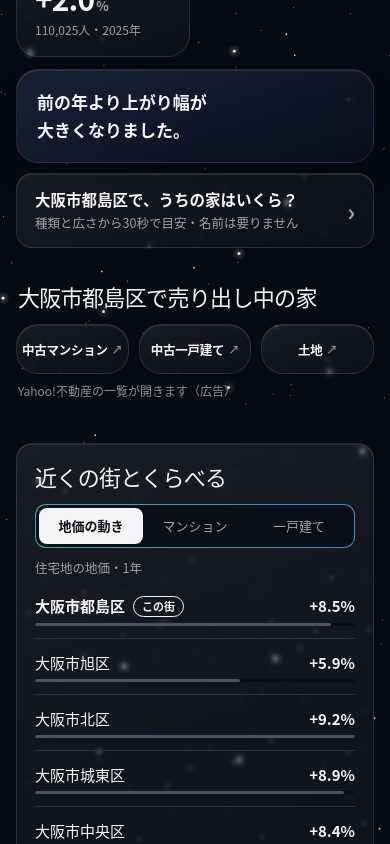 +2.0%
110,025人・2025年
前の年より上がり幅が
大きくなりました。
大阪市都島区で、うちの家はいくら？
種類と広さから30秒で目安・名前は要りません
›
大阪市都島区で売り出し中の家
中古マンション ↗
中古一戸建て ↗
土地 ↗
Yahoo!不動産の一覧が開きます（広告）
近くの街とくらべる
地価の動き
マンション
一戸建て
住宅地の地価・1年
大阪市都島区 この街 +8.5%
大阪市旭区 +5.9%
大阪市北区 +9.2%
大阪市城東区 +8.9%
大阪市中央区 +8.4%